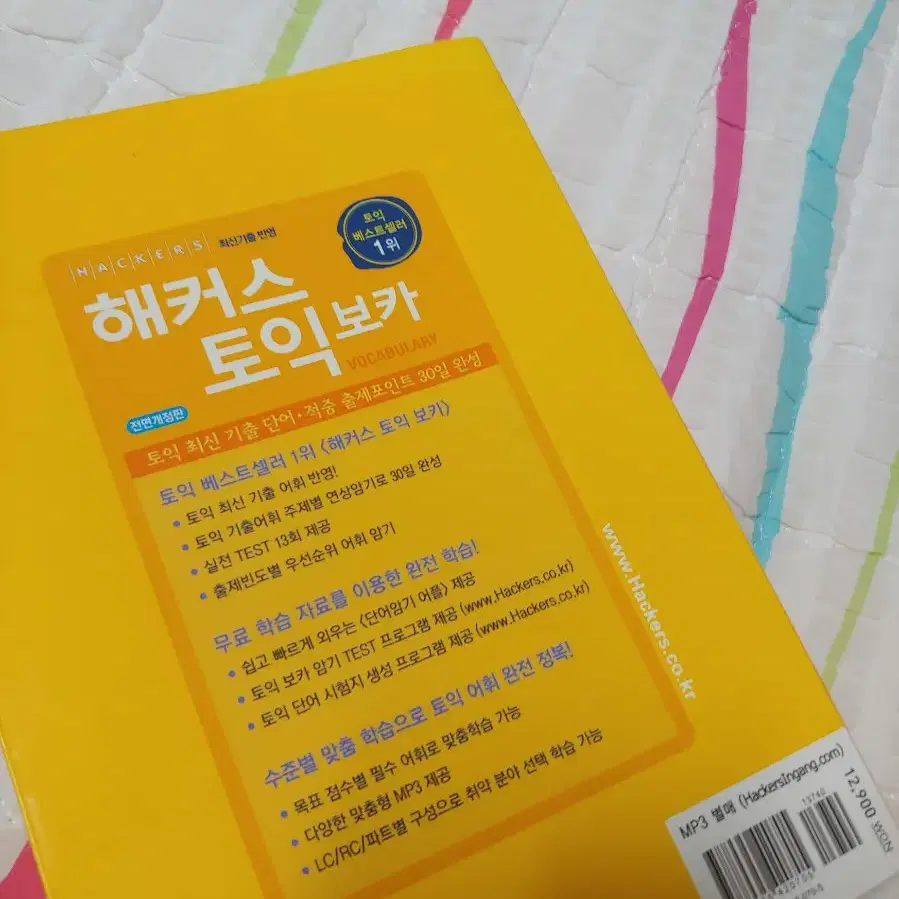 HACKERS 최신기출 반영
토익
베스트셀러
1위
해커스
토익 보카
VOCABULARY
전면개정판
토익 최신 기출 단어·적중 출제포인트 30일 완성
토익 베스트셀러 1위 <해커스 토익 보카>
• 토익 최신 기출 어휘 반영!
• 토익 기출어휘 주제별 연상암기로 30일 완성
• 실전 TEST 13회 제공
• 출제빈도별 우선순위 어휘 암기
무료 학습 자료를 이용한 완전 학습!
• 쉽고 빠르게 외우는 <단어암기 어플> 제공
• 토익 보카 암기 TEST 프로그램 제공 (www.Hackers.co.kr)
• 토익 단어 시험지 생성 프로그램 제공 (www.Hackers.co.kr)
수준별 맞춤 학습으로 토익 어휘 완전 정복!
• 목표 점수별 필수 어휘로 맞춤학습 가능
• 다양한 맞춤형 MP3 제공
• LC/RC/파트별 구성으로 취약 분야 선택 학습 가능
www.Hackers.co.kr
MP3 별매 (HackersIngang.com)
12,900 WON
13740